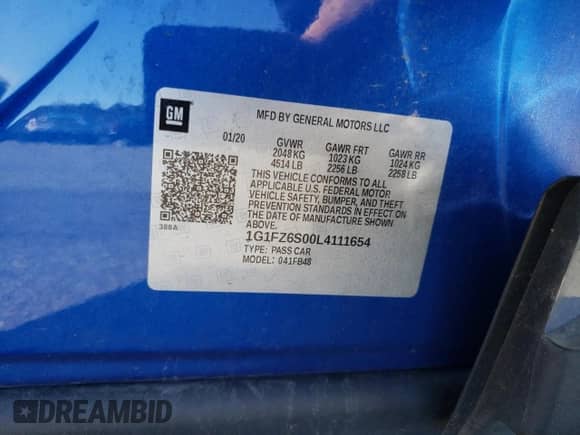 GM
MFD BY GENERAL MOTORS LLC
01/20 GVWR GAWR FRT GAWR RR
2048 KG 1023 KG 1024 KG
4514 LB 2256 LB 2258 LB
THIS VEHICLE CONFORMS TO ALL
APPLICABLE U.S. FEDERAL MOTOR
VEHICLE SAFETY, BUMPER, AND THEFT
PREVENTION STANDARDS IN EFFECT ON
THE DATE OF MANUFACTURE SHOWN
ABOVE.
388A
1G1FZ6S00L4111654
TYPE: PASS CAR
MODEL: 041FB48
DREAMBID